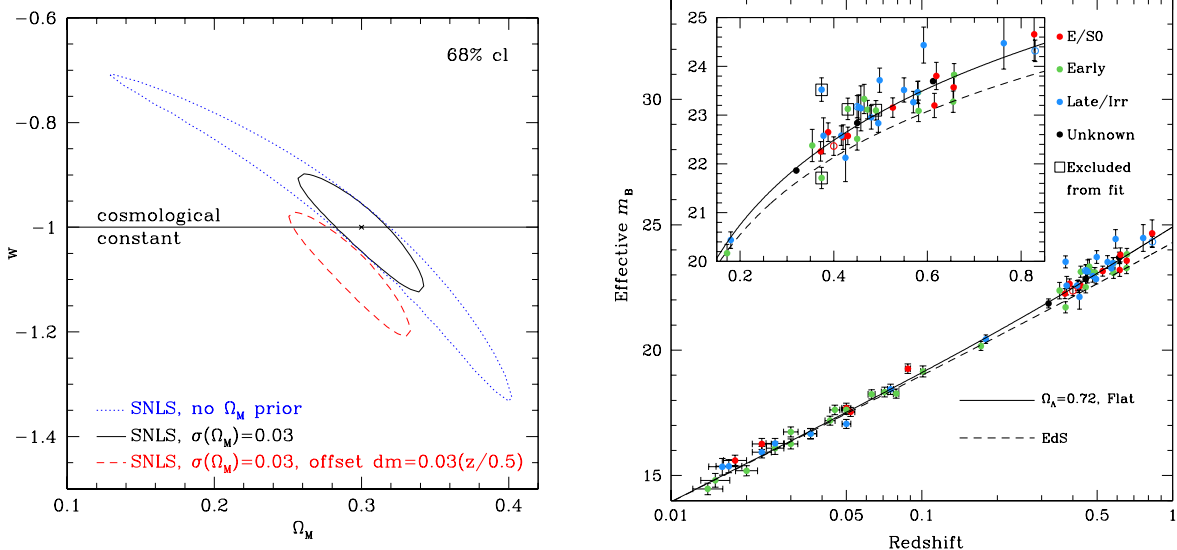 68% cl
−0.6
−0.8
−1
−1.2
−1.4
w
cosmological
constant
SNLS, no Ω_M prior
SNLS, σ(Ω_M)=0.03
SNLS, σ(Ω_M)=0.03, offset dm=0.03(z/0.5)
0.1
0.2
0.3
0.4
Ω_M
Effective m_B
30
25
20
15
25
24
23
22
21
20
0.2
0.4
0.6
0.8
E/S0
Early
Late/Irr
Unknown
Excluded
from fit
Ω_Λ=0.72, Flat
EdS
0.01
0.05
0.1
0.5
1
Redshift